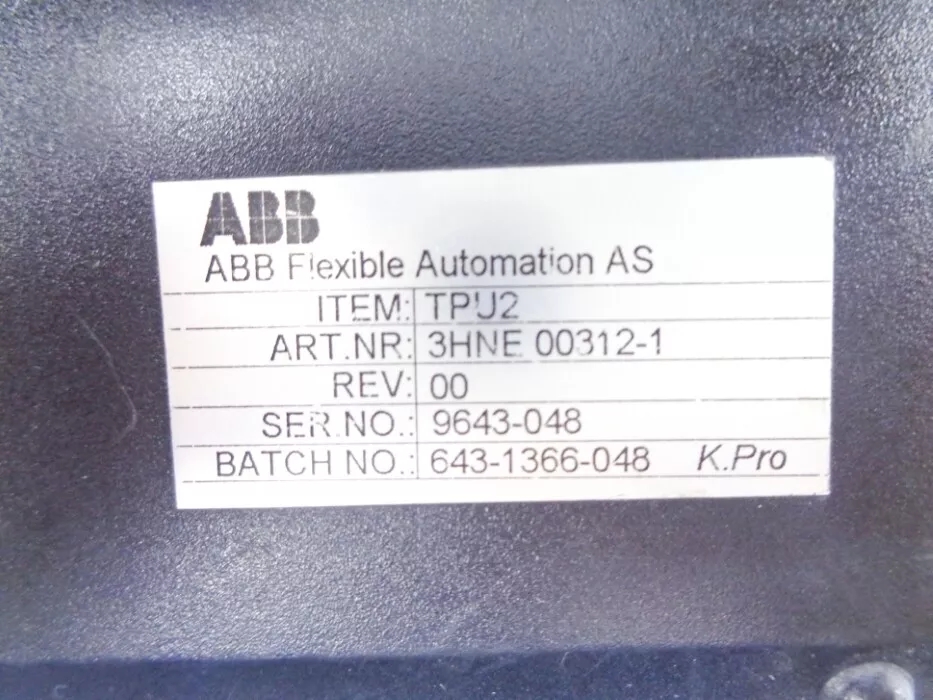 ABB
ABB Flexible Automation AS
ITEM: TPU2
ART.NR: 3HNE 00312-1
REV: 00
SER.NO.: 9643-048
BATCH NO.: 643-1366-048 K.Pro